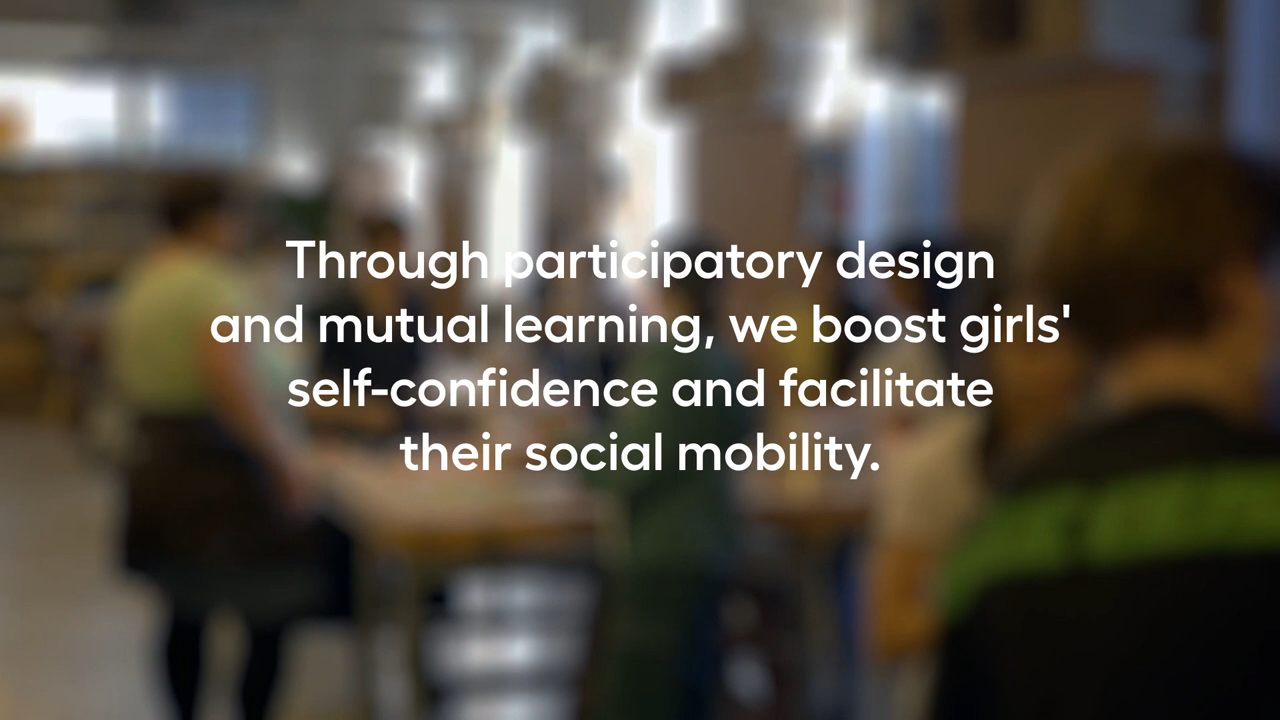 Through participatory design
and mutual learning, we boost girls'
self-confidence and facilitate
their social mobility.